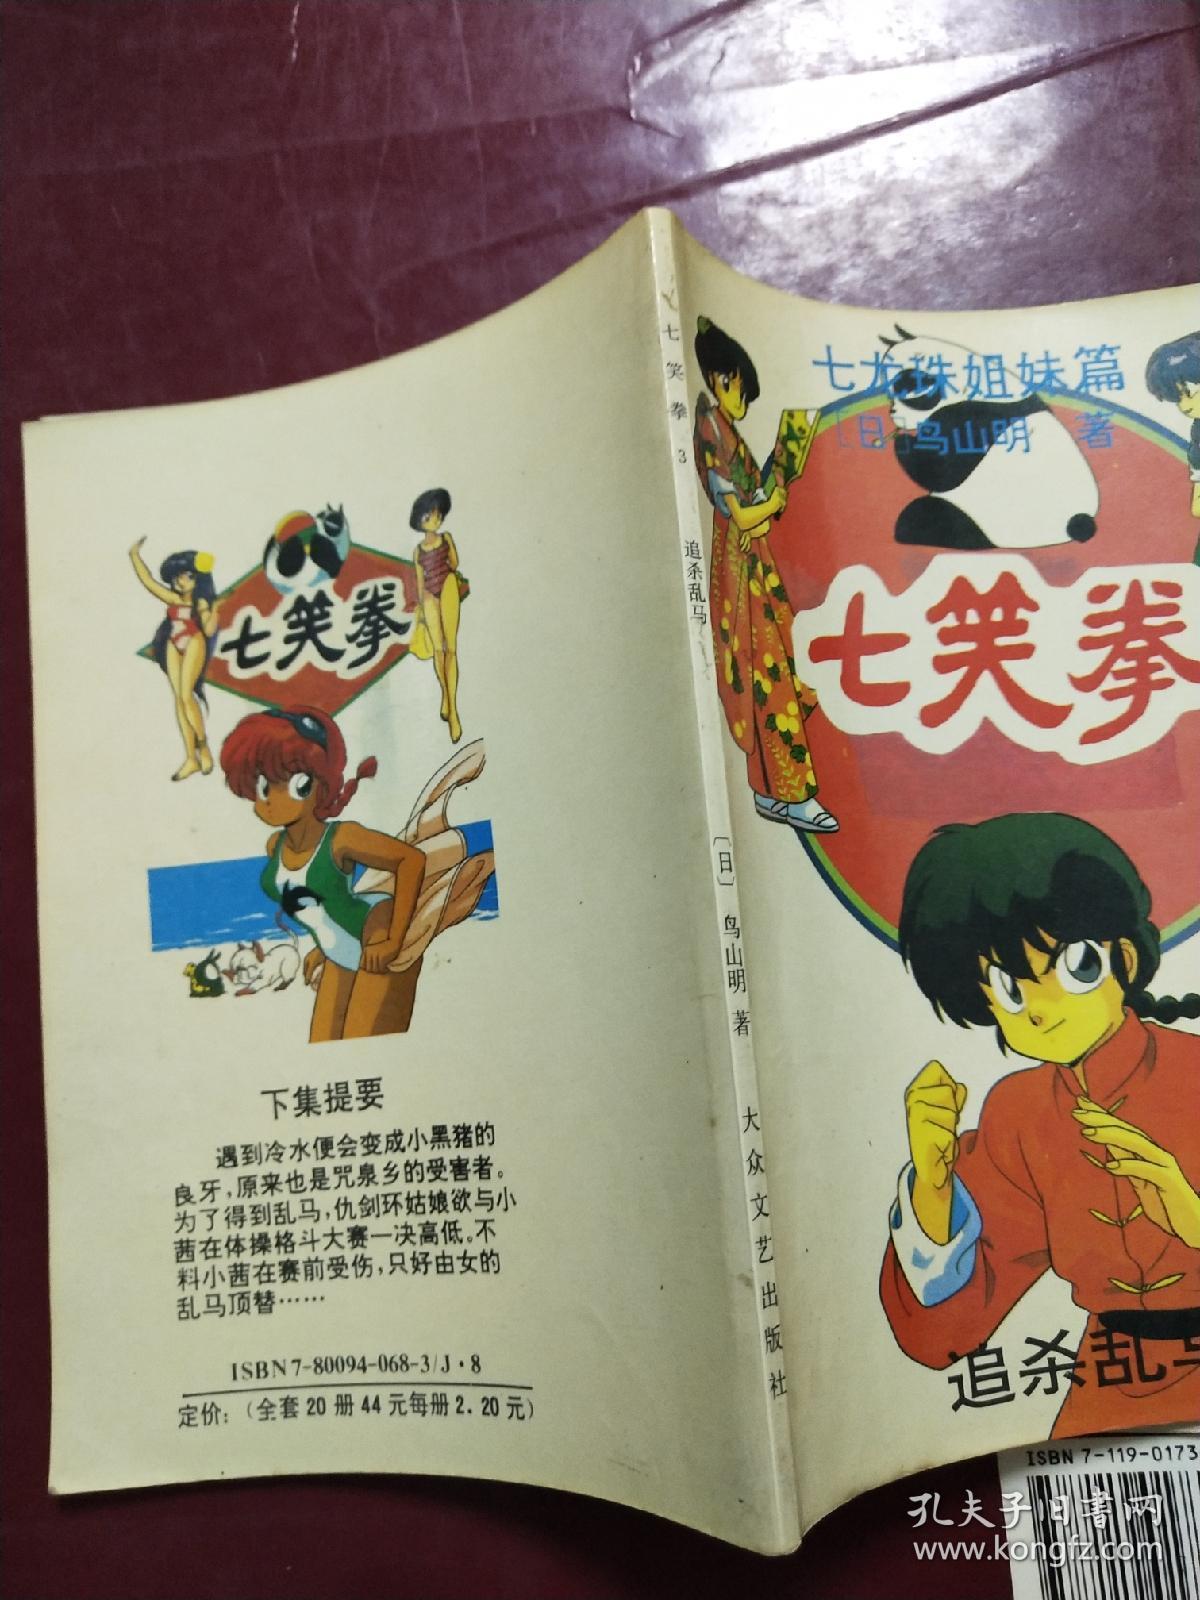 七笑拳
下集提要
遇到冷水便会变成小黑猪的
良牙，原来也是咒泉乡的受害者。
为了得到乱马，仇剑环姑娘欲与小
茜在体操格斗大赛一决高低。不
料小茜在赛前受伤，只好由女的
乱马顶替……
ISBN7-80094-068-3/J·8
定价：(全套20册44元每册2.20元)
七笑拳 3 追杀乱马 〔日〕鸟山明著 大众文艺出版社
七龙珠姐妹篇
[日]鸟山明 著
七笑拳
追杀乱马
ISBN 7-119-0173
孔夫子旧书网
www.kongfz.com